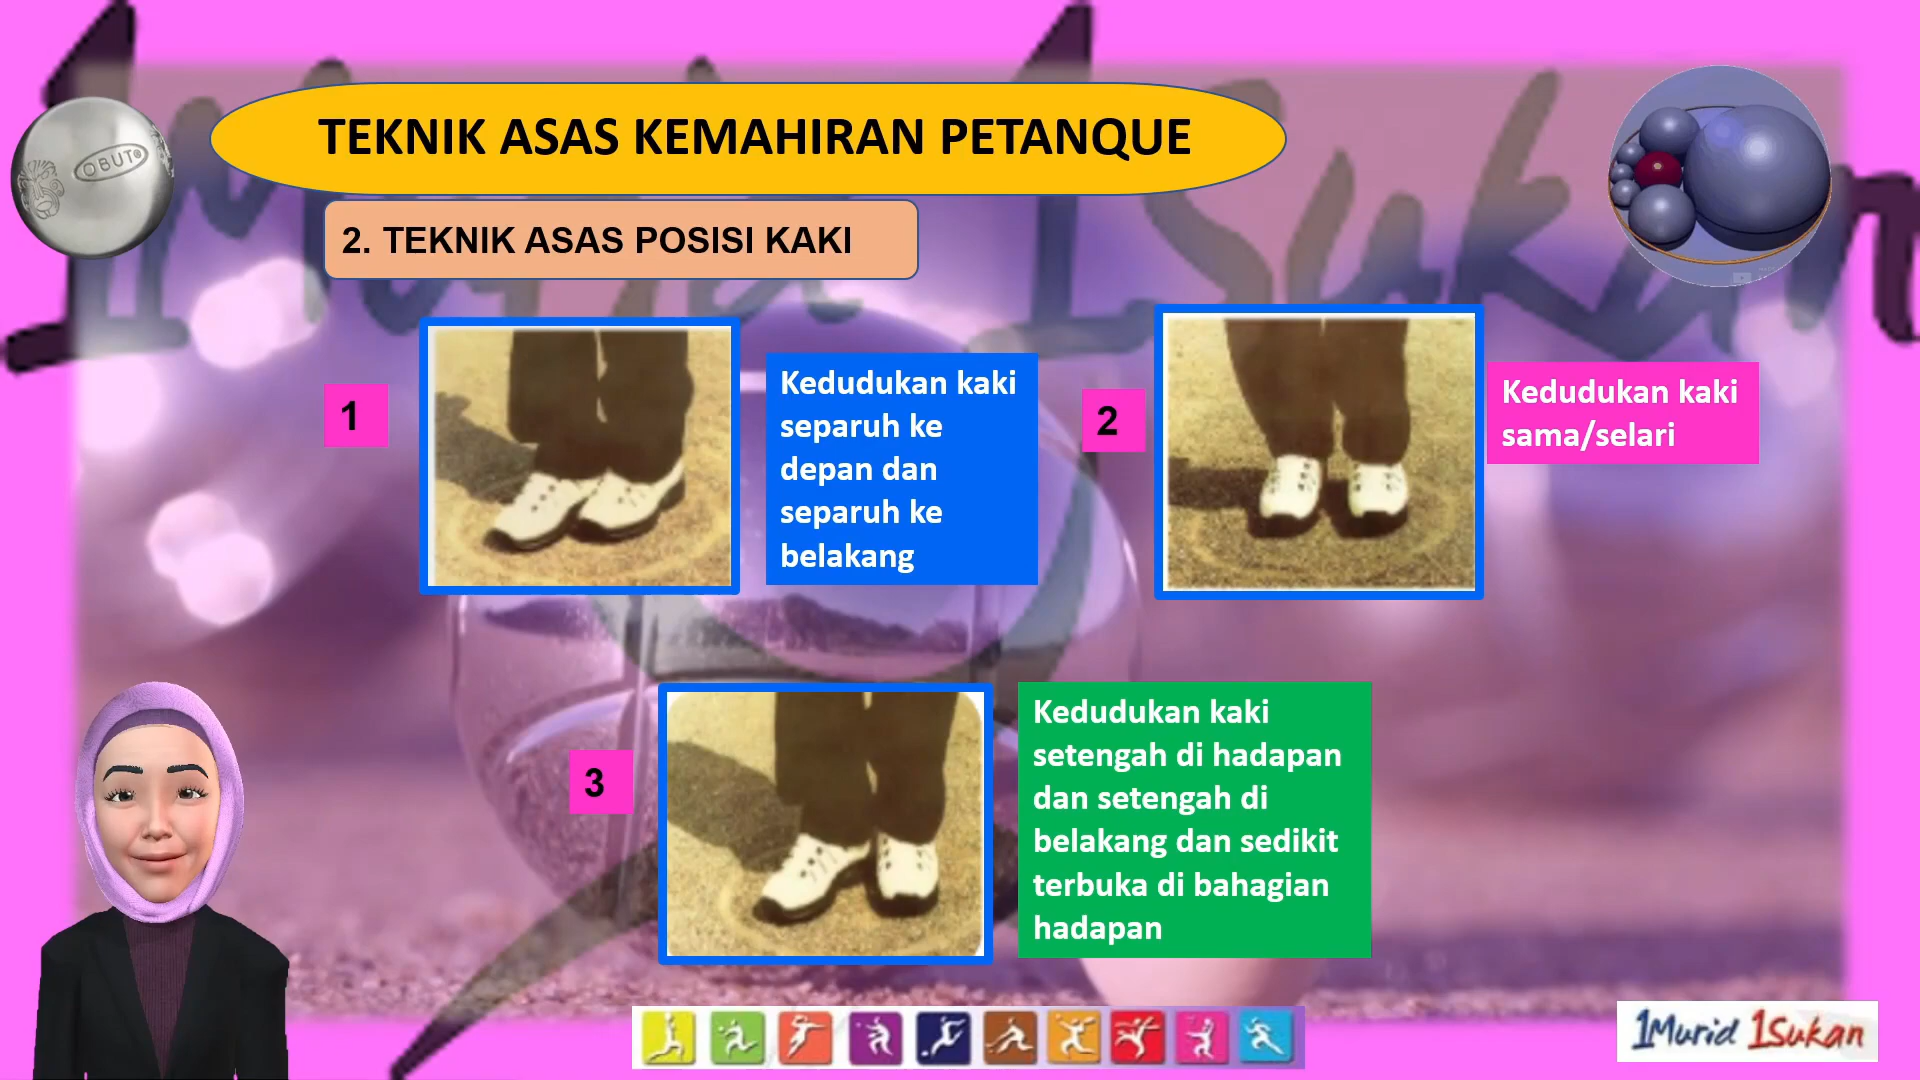 TEKNIK ASAS KEMAHIRAN PETANQUE
OBUT®
2. TEKNIK ASAS POSISI KAKI
1
Kedudukan kaki
separuh ke
depan dan
separuh ke
belakang
2
Kedudukan kaki
sama/selari
3
Kedudukan kaki
setengah di hadapan
dan setengah di
belakang dan sedikit
terbuka di bahagian
hadapan
1Murid 1Sukan
1Murid 1Sukan